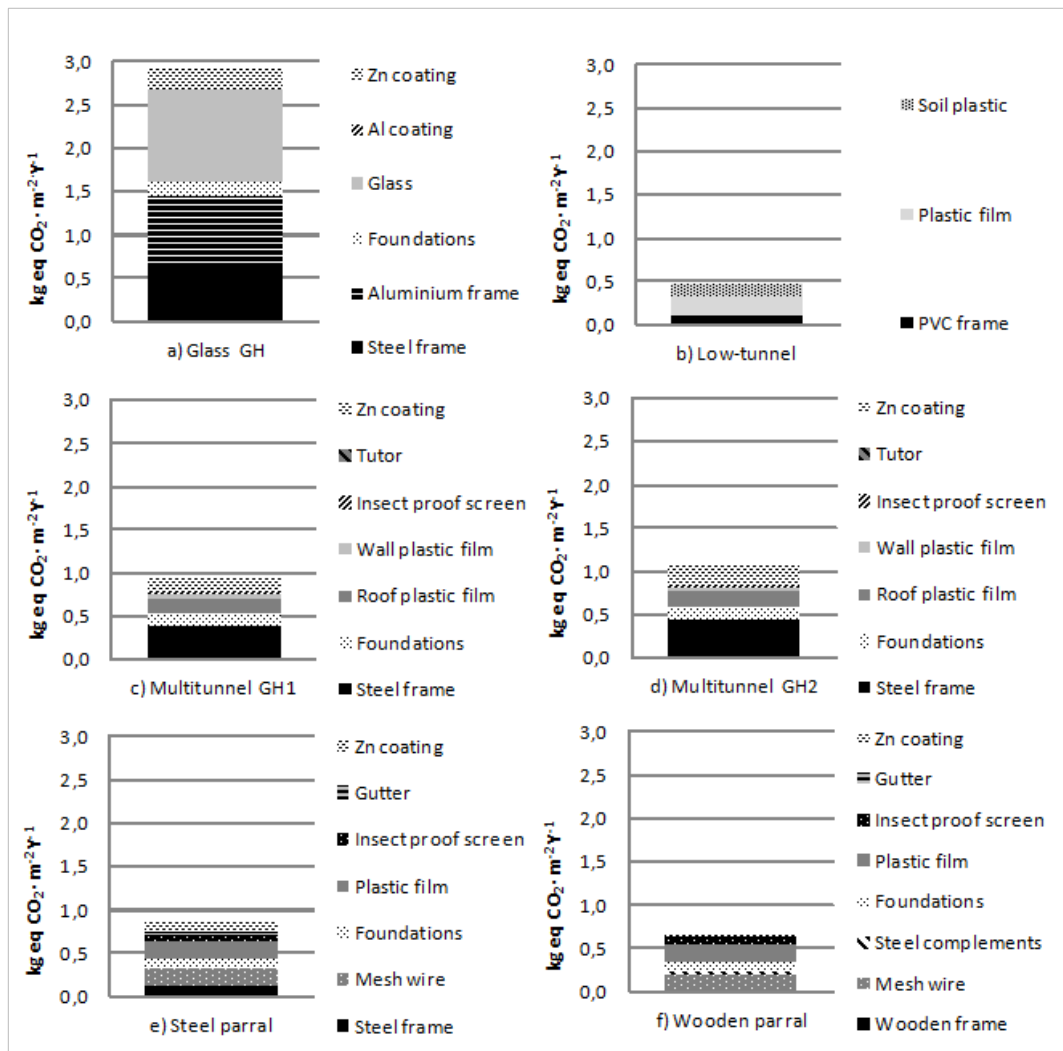 kg eq CO₂· m⁻²Y⁻¹
3,0
2,5
2,0
1,5
1,0
0,5
0,0
a) Glass GH
Zn coating
Al coating
Glass
Foundations
Aluminium frame
Steel frame
kg eq CO₂· m⁻²Y⁻¹
3,0
2,5
2,0
1,5
1,0
0,5
0,0
b) Low-tunnel
Soil plastic
Plastic film
PVC frame
kg eq CO₂· m⁻²Y⁻¹
3,0
2,5
2,0
1,5
1,0
0,5
0,0
c) Multitunnel GH1
Zn coating
Tutor
Insect proof screen
Wall plastic film
Roof plastic film
Foundations
Steel frame
kg eq CO₂· m⁻²Y⁻¹
3,0
2,5
2,0
1,5
1,0
0,5
0,0
d) Multitunnel GH2
Zn coating
Tutor
Insect proof screen
Wall plastic film
Roof plastic film
Foundations
Steel frame
kg eq CO₂· m⁻²Y⁻¹
3,0
2,5
2,0
1,5
1,0
0,5
0,0
e) Steel parral
Zn coating
Gutter
Insect proof screen
Plastic film
Foundations
Mesh wire
Steel frame
kg eq CO₂· m⁻²Y⁻¹
3,0
2,5
2,0
1,5
1,0
0,5
0,0
f) Wooden parral
Zn coating
Gutter
Insect proof screen
Plastic film
Foundations
Steel complements
Mesh wire
Wooden frame